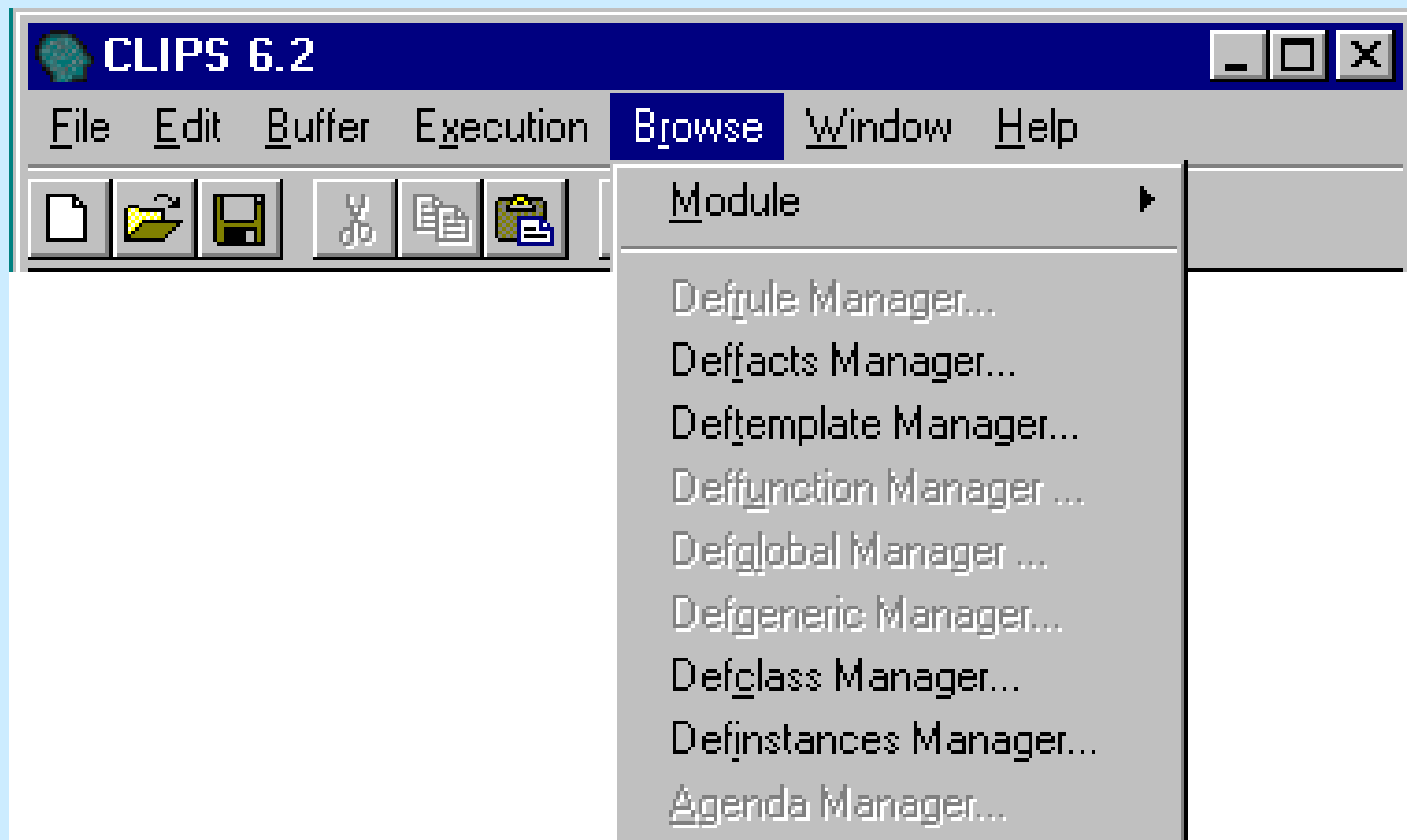 CLIPS 6.2
File Edit Buffer Execution Browse Window Help
Module
Defrule Manager...
Deffacts Manager...
Deftemplate Manager...
Deffunction Manager ...
Defglobal Manager ...
Defgeneric Manager...
Defclass Manager...
Definstances Manager...
Agenda Manager...